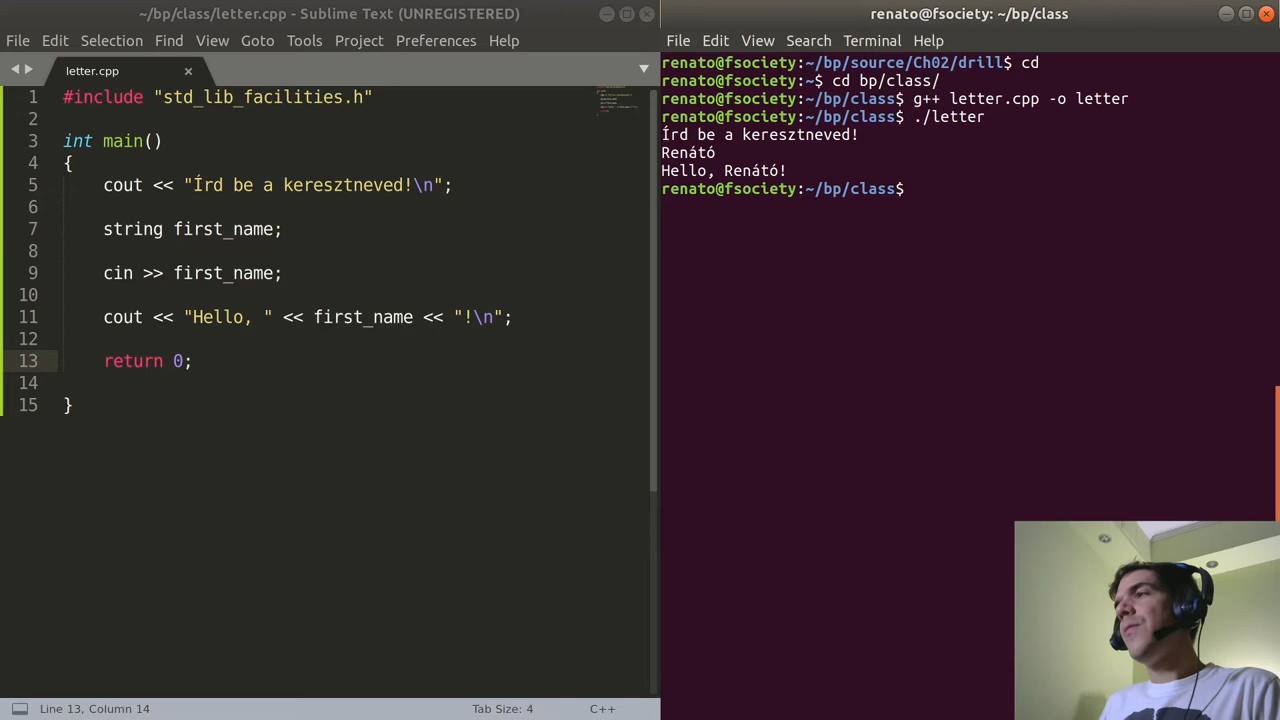 ~/bp/class/letter.cpp - Sublime Text (UNREGISTERED)
File Edit Selection Find View Goto Tools Project Preferences Help
letter.cpp
1 #include "std_lib_facilities.h"
2
3 int main()
4 {
5 cout << "Írd be a keresztneved!\n";
6
7 string first_name;
8
9 cin >> first_name;
10
11 cout << "Hello, " << first_name << "!\n";
12
13 return 0;
14
15 }
Line 13, Column 14 Tab Size: 4 C++
renato@fsociety: ~/bp/class
File Edit View Search Terminal Help
renato@fsociety:~/bp/source/Ch02/drill$ cd
renato@fsociety:~$ cd bp/class/
renato@fsociety:~/bp/class$ g++ letter.cpp -o letter
renato@fsociety:~/bp/class$ ./letter
Írd be a keresztneved!
Renátó
Hello, Renátó!
renato@fsociety:~/bp/class$